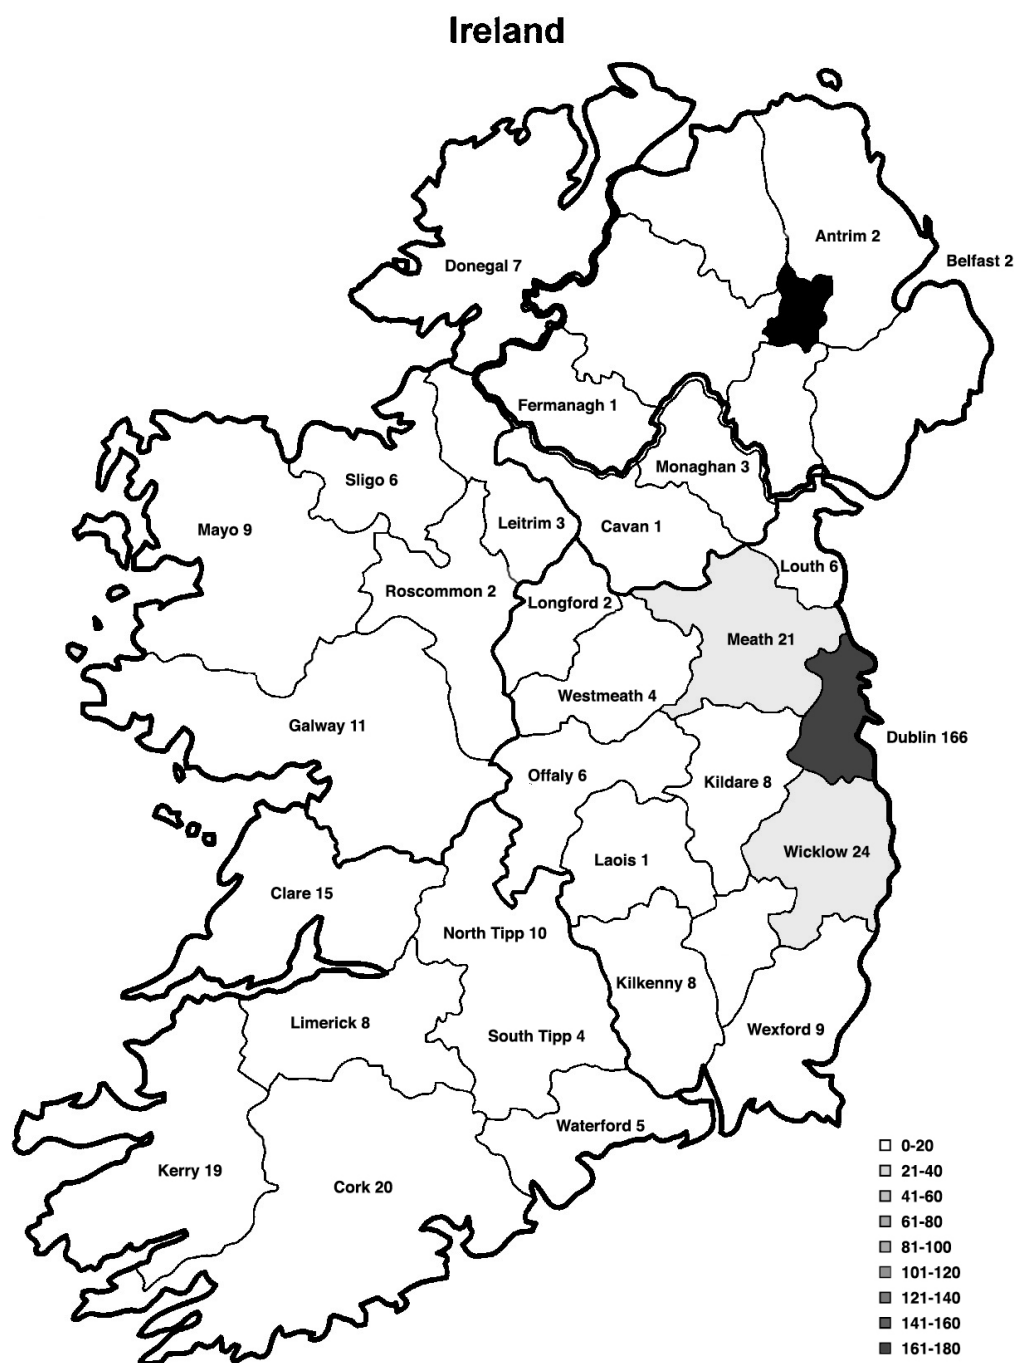 Ireland
Antrim 2
Belfast 2
Donegal 7
Fermanagh 1
Monaghan 3
Sligo 6
Leitrim 3
Cavan 1
Mayo 9
Louth 6
Roscommon 2
Longford 2
Meath 21
Westmeath 4
Galway 11
Dublin 166
Offaly 6
Kildare 8
Wicklow 24
Laois 1
Clare 15
North Tipp 10
Kilkenny 8
Limerick 8
Wexford 9
South Tipp 4
Waterford 5
Kerry 19
Cork 20
0-20
21-40
41-60
61-80
81-100
101-120
121-140
141-160
161-180